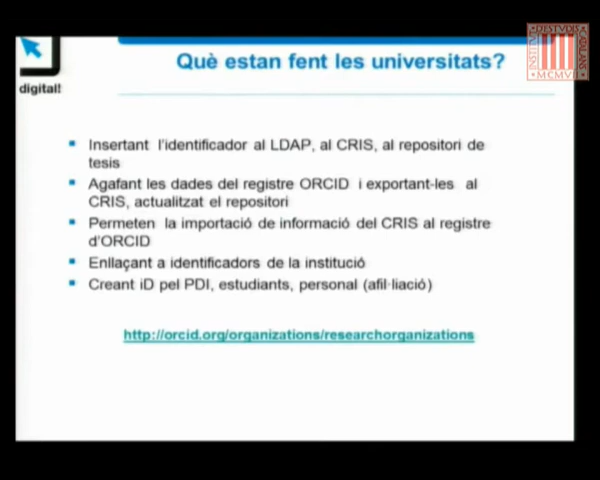 INSTITVT
D'ESTVDIS
CATALANS
MCMVII
digital!
Què estan fent les universitats?
Insertant l'identificador al LDAP, al CRIS, al repositori de
tesis
Agafant les dades del registre ORCID i exportant-les al
CRIS, actualitzat el repositori
Permeten la importació de informació del CRIS al registre
d'ORCID
Enllaçant a identificadors de la institució
Creant iD pel PDI, estudiants, personal (afil·liació)
http://orcid.org/organizations/researchorganizations